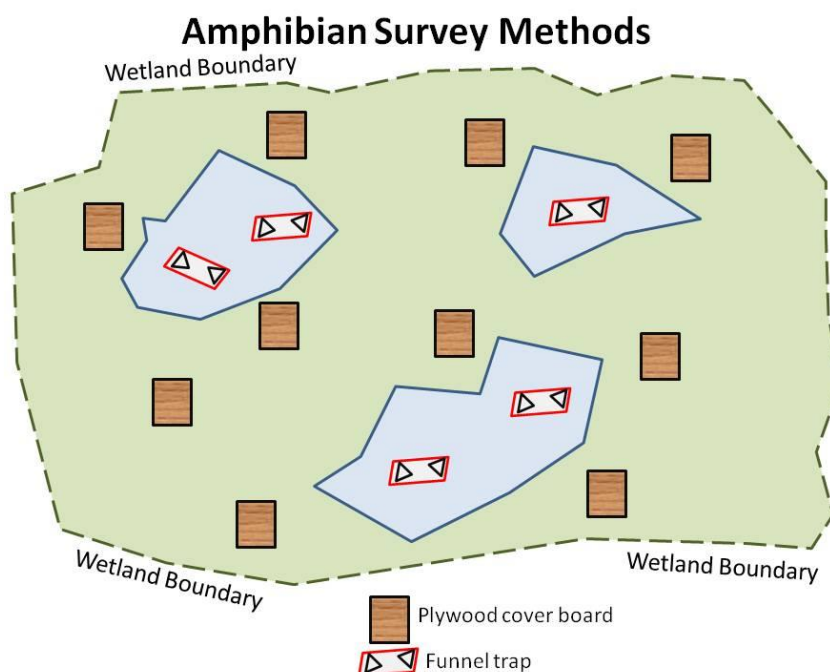 Amphibian Survey Methods
Wetland Boundary
Wetland Boundary
Wetland Boundary
Plywood cover board
Funnel trap